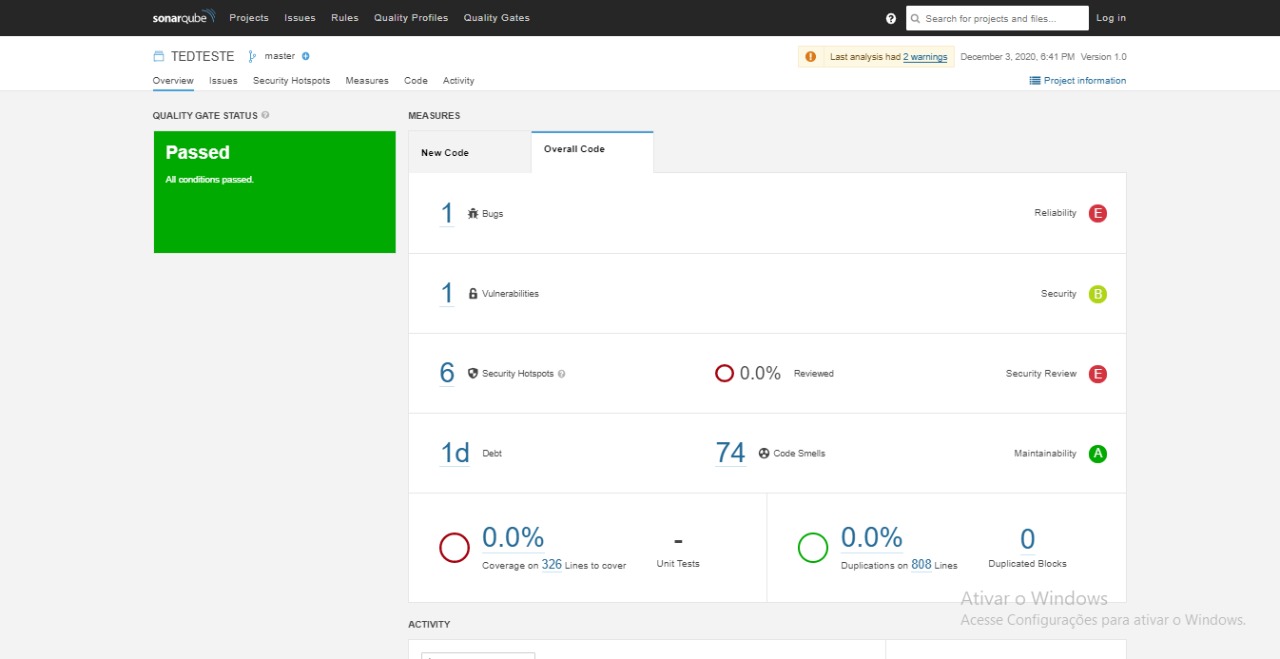 sonarqube Projects Issues Rules Quality Profiles Quality Gates ? Search for projects and files... Log in
TEDTESTE master Last analysis had 2 warnings December 3, 2020, 6:41 PM Version 1.0
Overview Issues Security Hotspots Measures Code Activity Project information
QUALITY GATE STATUS ?
Passed
All conditions passed.
MEASURES
New Code Overall Code
1 Bugs Reliability E
1 Vulnerabilities Security B
6 Security Hotspots ? 0.0% Reviewed Security Review E
1d Debt 74 Code Smells Maintainability A
0.0% - 0.0% 0
Coverage on 326 Lines to cover Unit Tests Duplications on 808 Lines Duplicated Blocks
Ativar o Windows
Acesse Configurações para ativar o Windows.
ACTIVITY